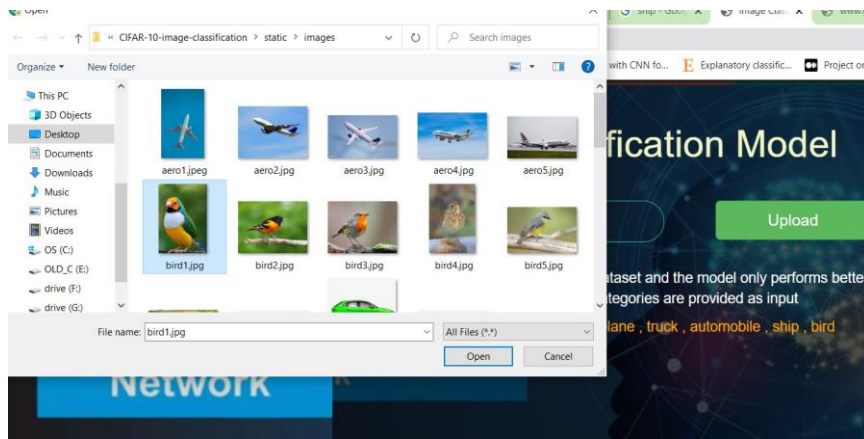 Open
ship - Goo
Image Clas
www.
« CIFAR-10-image-classification > static > images
Search images
with CNN fo...
Explanatory classific...
Project on
Organize
New folder
This PC
3D Objects
Desktop
Documents
Downloads
Music
Pictures
Videos
OS (C:)
OLD_C (E:)
drive (F:)
drive (G:)
aero1.jpeg
aero2.jpg
aero3.jpg
aero4.jpg
aero5.jpg
bird1.jpg
bird2.jpg
bird3.jpg
bird4.jpg
bird5.jpg
File name:
bird1.jpg
All Files (*.*)
Open
Cancel
fication Model
Upload
taset and the model only performs bette
tegories are provided as input
lane , truck , automobile , ship , bird
Network